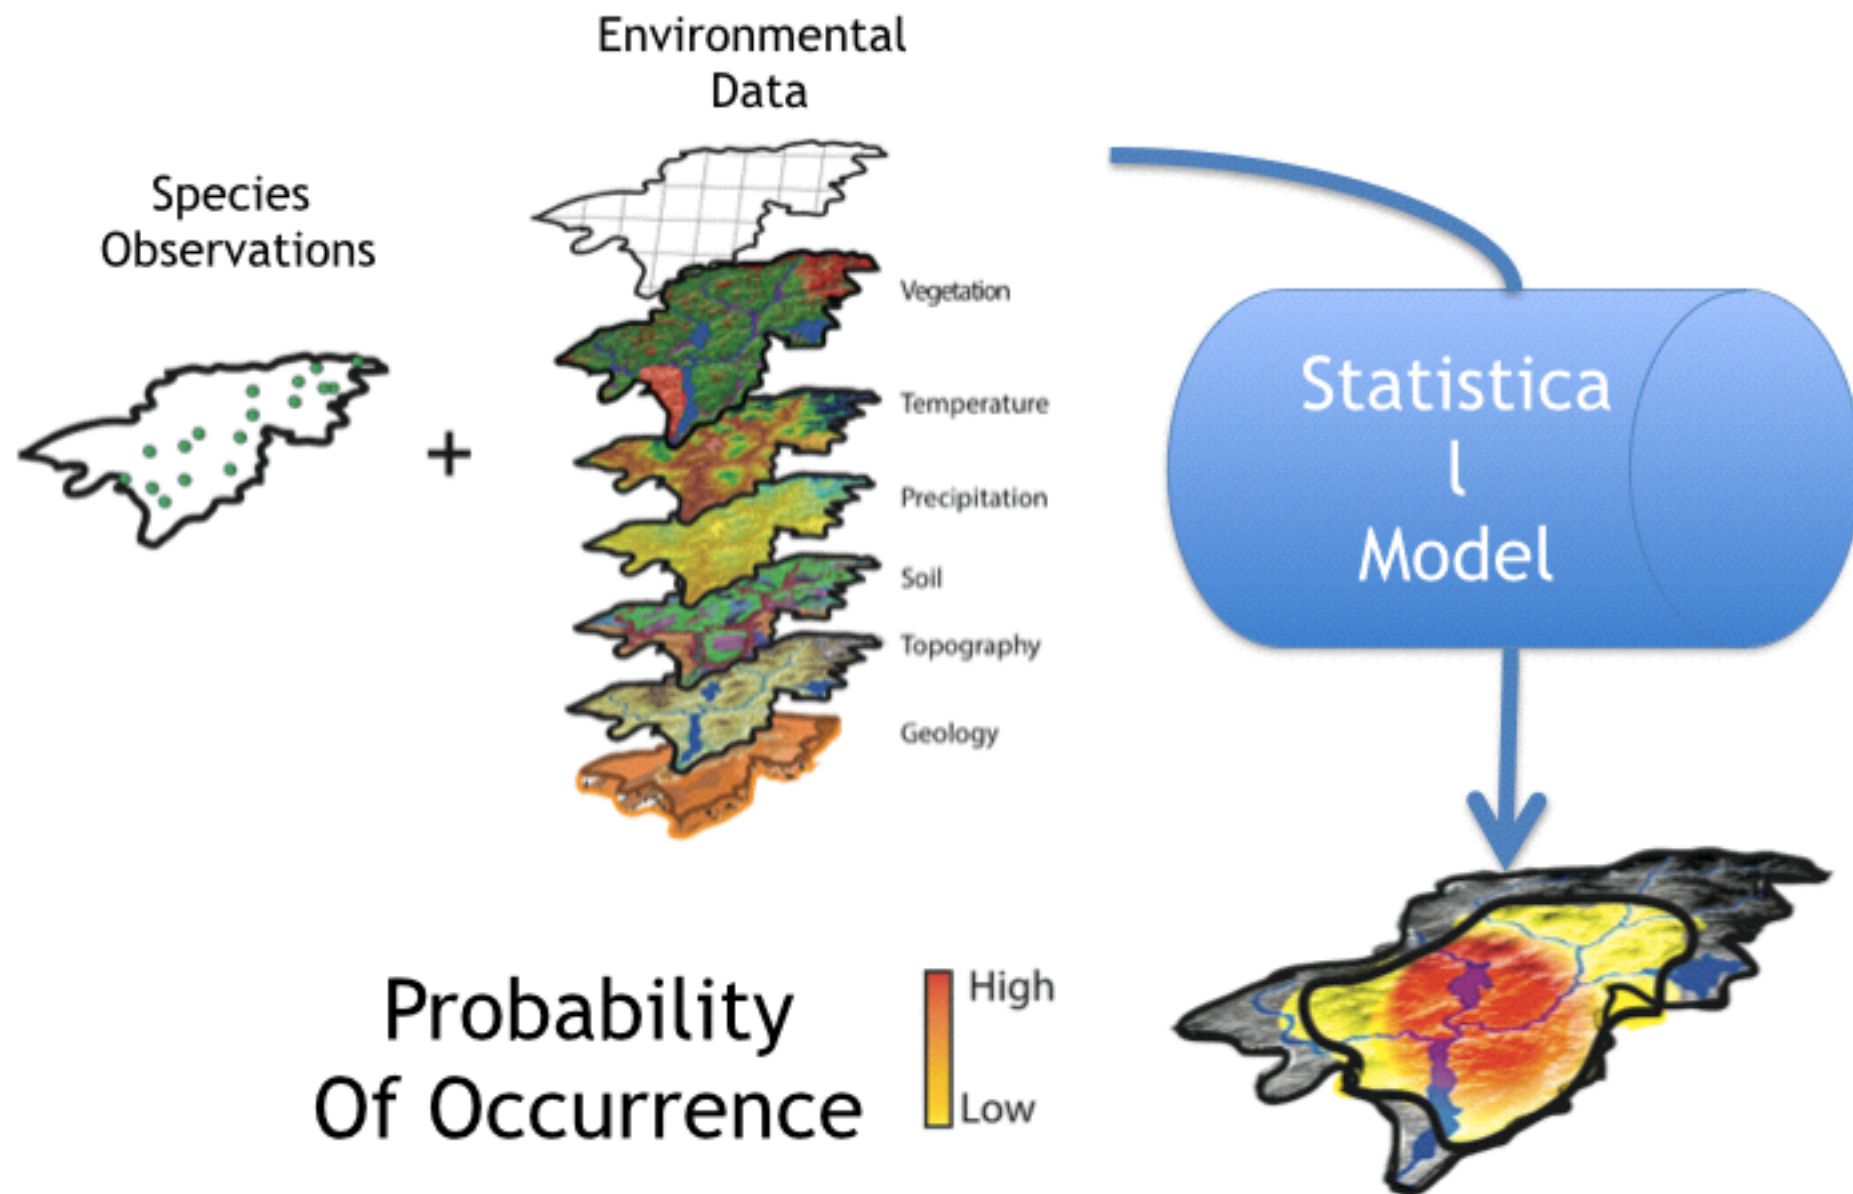 Environmental
Data
Species
Observations
Vegetation
Temperature
Precipitation
Soil
Topography
Geology
+
Statistica
l
Model
Probability
Of Occurrence
High
Low